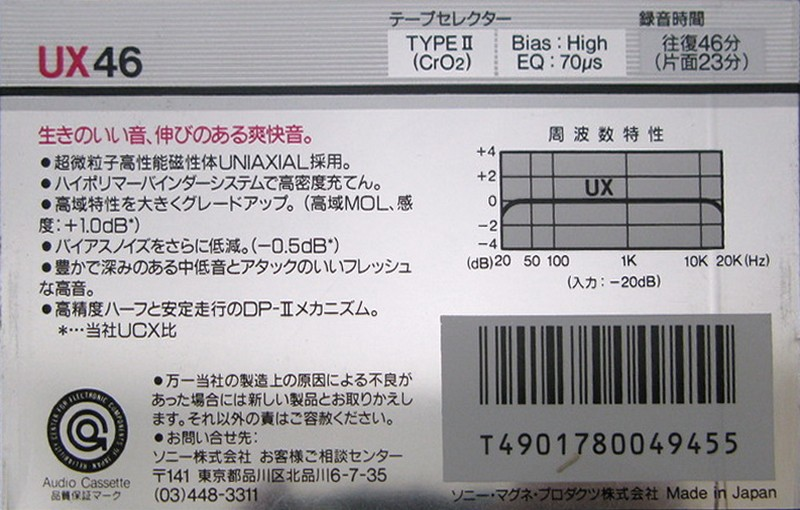 UX46
テープセレクター
TYPE II
(CrO2)
Bias : High
EQ : 70μs
録音時間
往復46分
(片面23分)
生きのいい音、伸びのある爽快音。
●超微粒子高性能磁性体UNIAXIAL採用。
●ハイポリマーバインダーシステムで高密度充てん。
●高域特性を大きくグレードアップ。(高域MOL、感
度:+1.0dB*)
●バイアスノイズをさらに低減。(−0.5dB*)
●豊かで深みのある中低音とアタックのいいフレッシュ
な高音。
●高精度ハーフと安定走行のDP-IIメカニズム。
*…当社UCX比
周波数特性
+4
+2
0
−2
−4
UX
(dB) 20 50 100 1K 10K 20K (Hz)
(入力:−20dB)
●万一当社の製造上の原因による不良が
あった場合には新しい製品とお取りかえし
ます。それ以外の責はご容赦ください。
●お問い合せ先:
ソニー株式会社 お客様ご相談センター
〒141 東京都品川区北品川6-7-35
(03)448-3311
Audio Cassette
品質保証マーク
T4901780049455
ソニー・マグネ・プロダクツ株式会社 Made in Japan